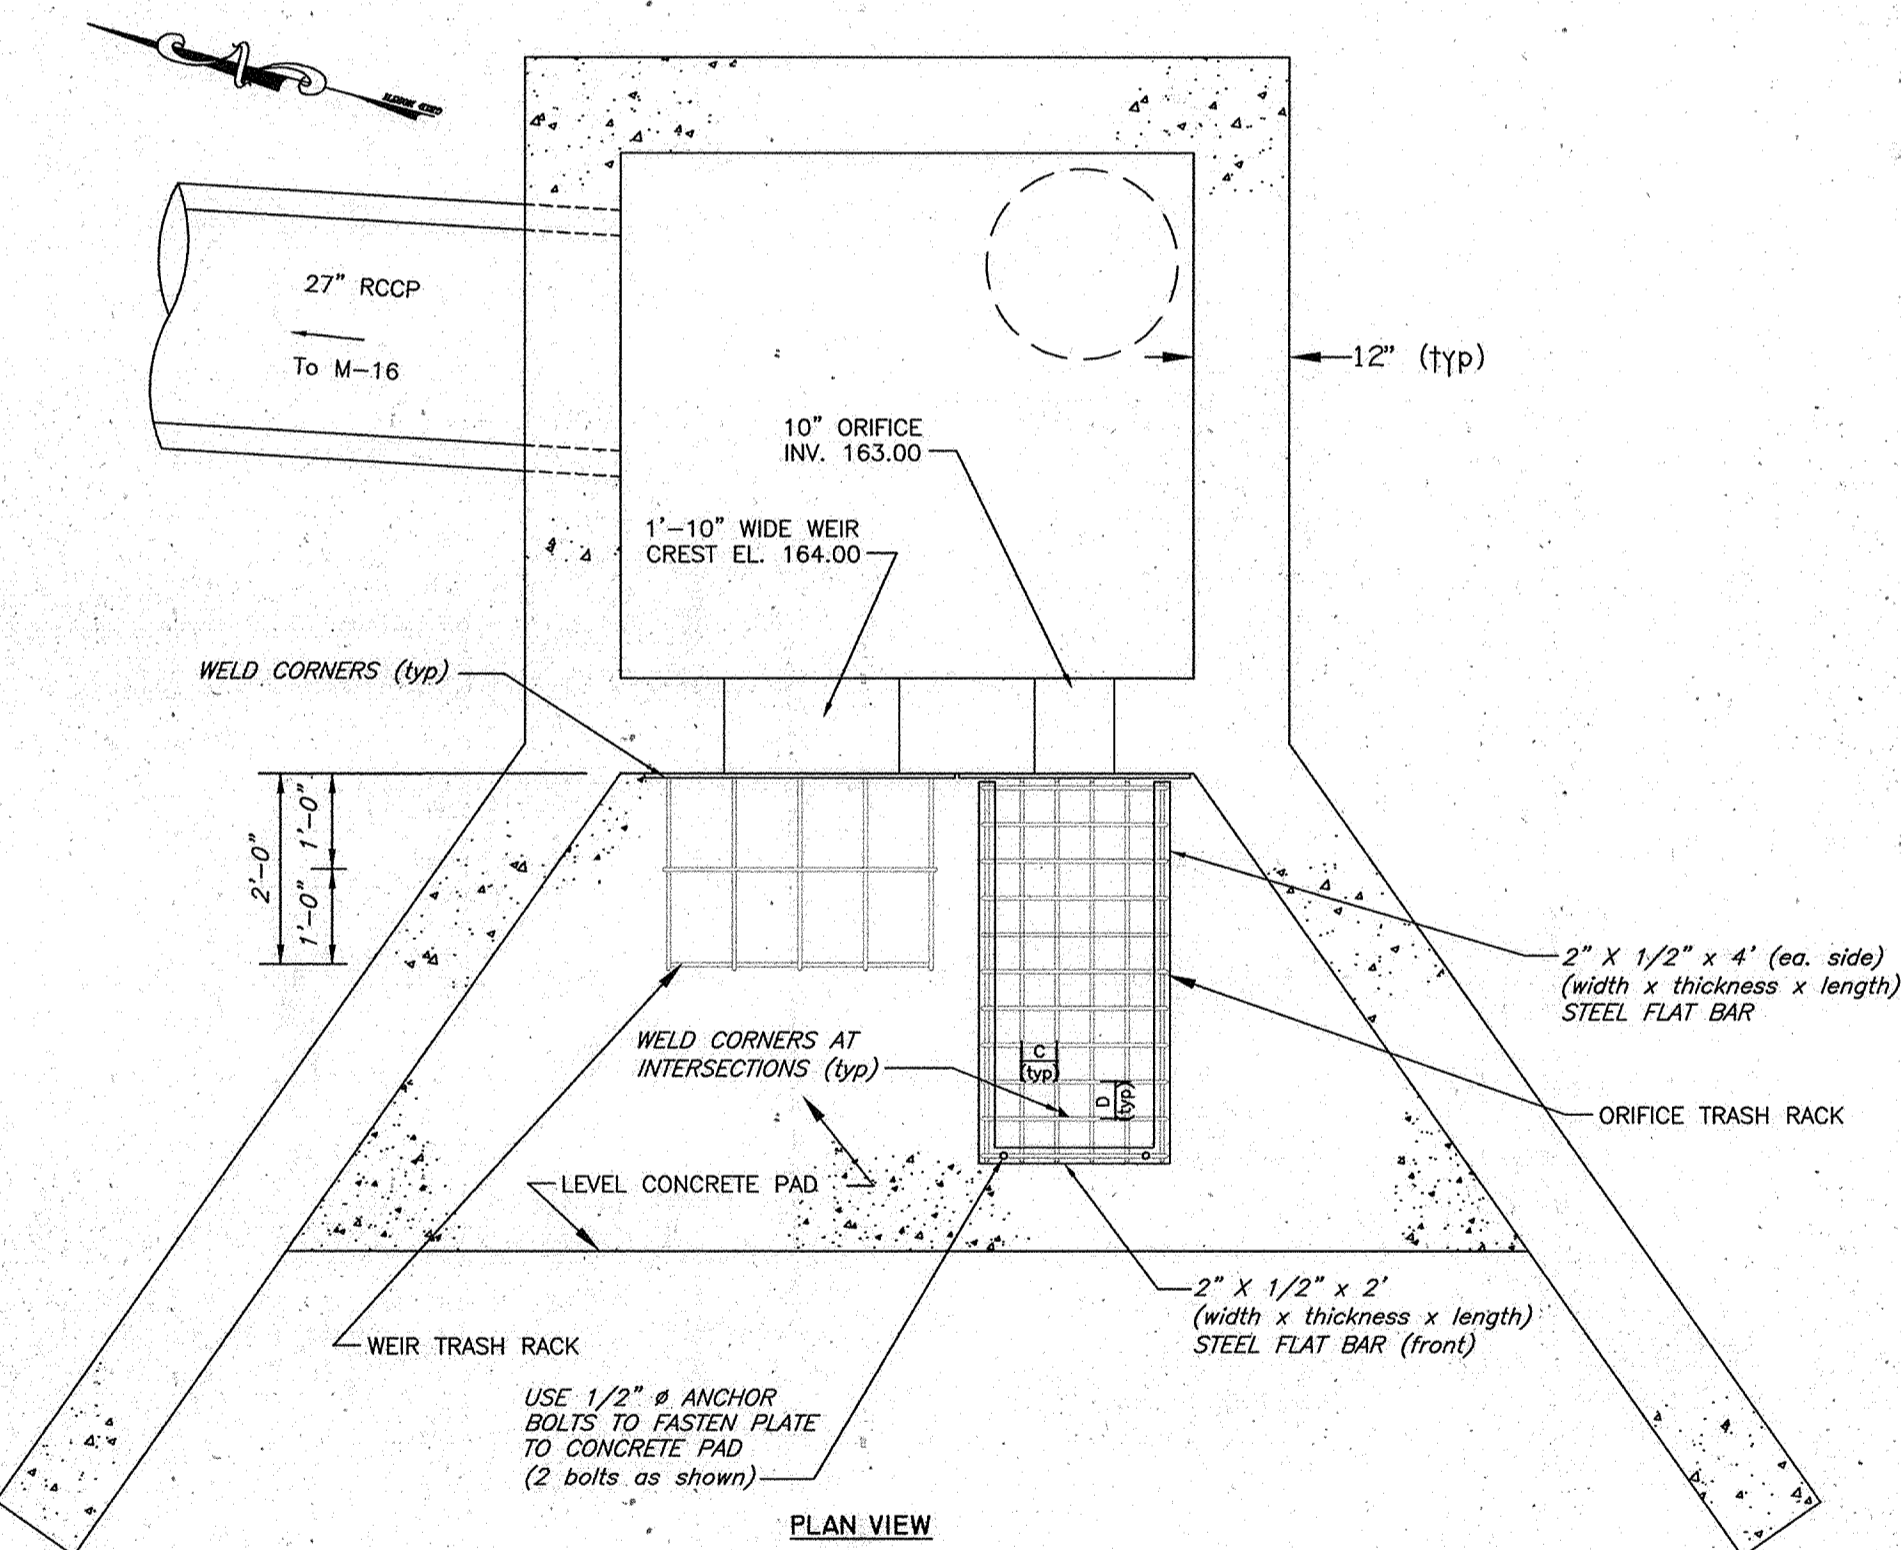 GRID NORTH
27" RCCP
To M-16
12" (typ)
10" ORIFICE
INV. 163.00
1'-10" WIDE WEIR
CREST EL. 164.00
WELD CORNERS (typ)
2'-0"
1'-0"
1'-0"
2" X 1/2" x 4' (ea. side)
(width x thickness x length)
STEEL FLAT BAR
WELD CORNERS AT
INTERSECTIONS (typ)
C
(typ)
D
(typ)
ORIFICE TRASH RACK
LEVEL CONCRETE PAD
2" X 1/2" x 2'
(width x thickness x length)
STEEL FLAT BAR (front)
WEIR TRASH RACK
USE 1/2" ø ANCHOR
BOLTS TO FASTEN PLATE
TO CONCRETE PAD
(2 bolts as shown)
PLAN VIEW